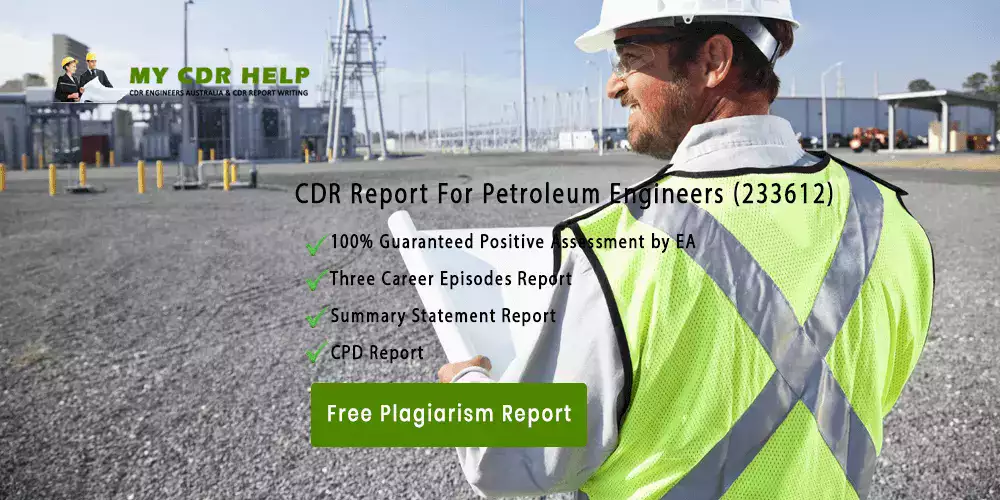 MY CDR HELP
CDR ENGINEERS AUSTRALIA & CDR REPORT WRITING
CDR Report For Petroleum Engineers (233612)
100% Guaranteed Positive Assessment by EA
Three Career Episodes Report
Summary Statement Report
CPD Report
Free Plagiarism Report